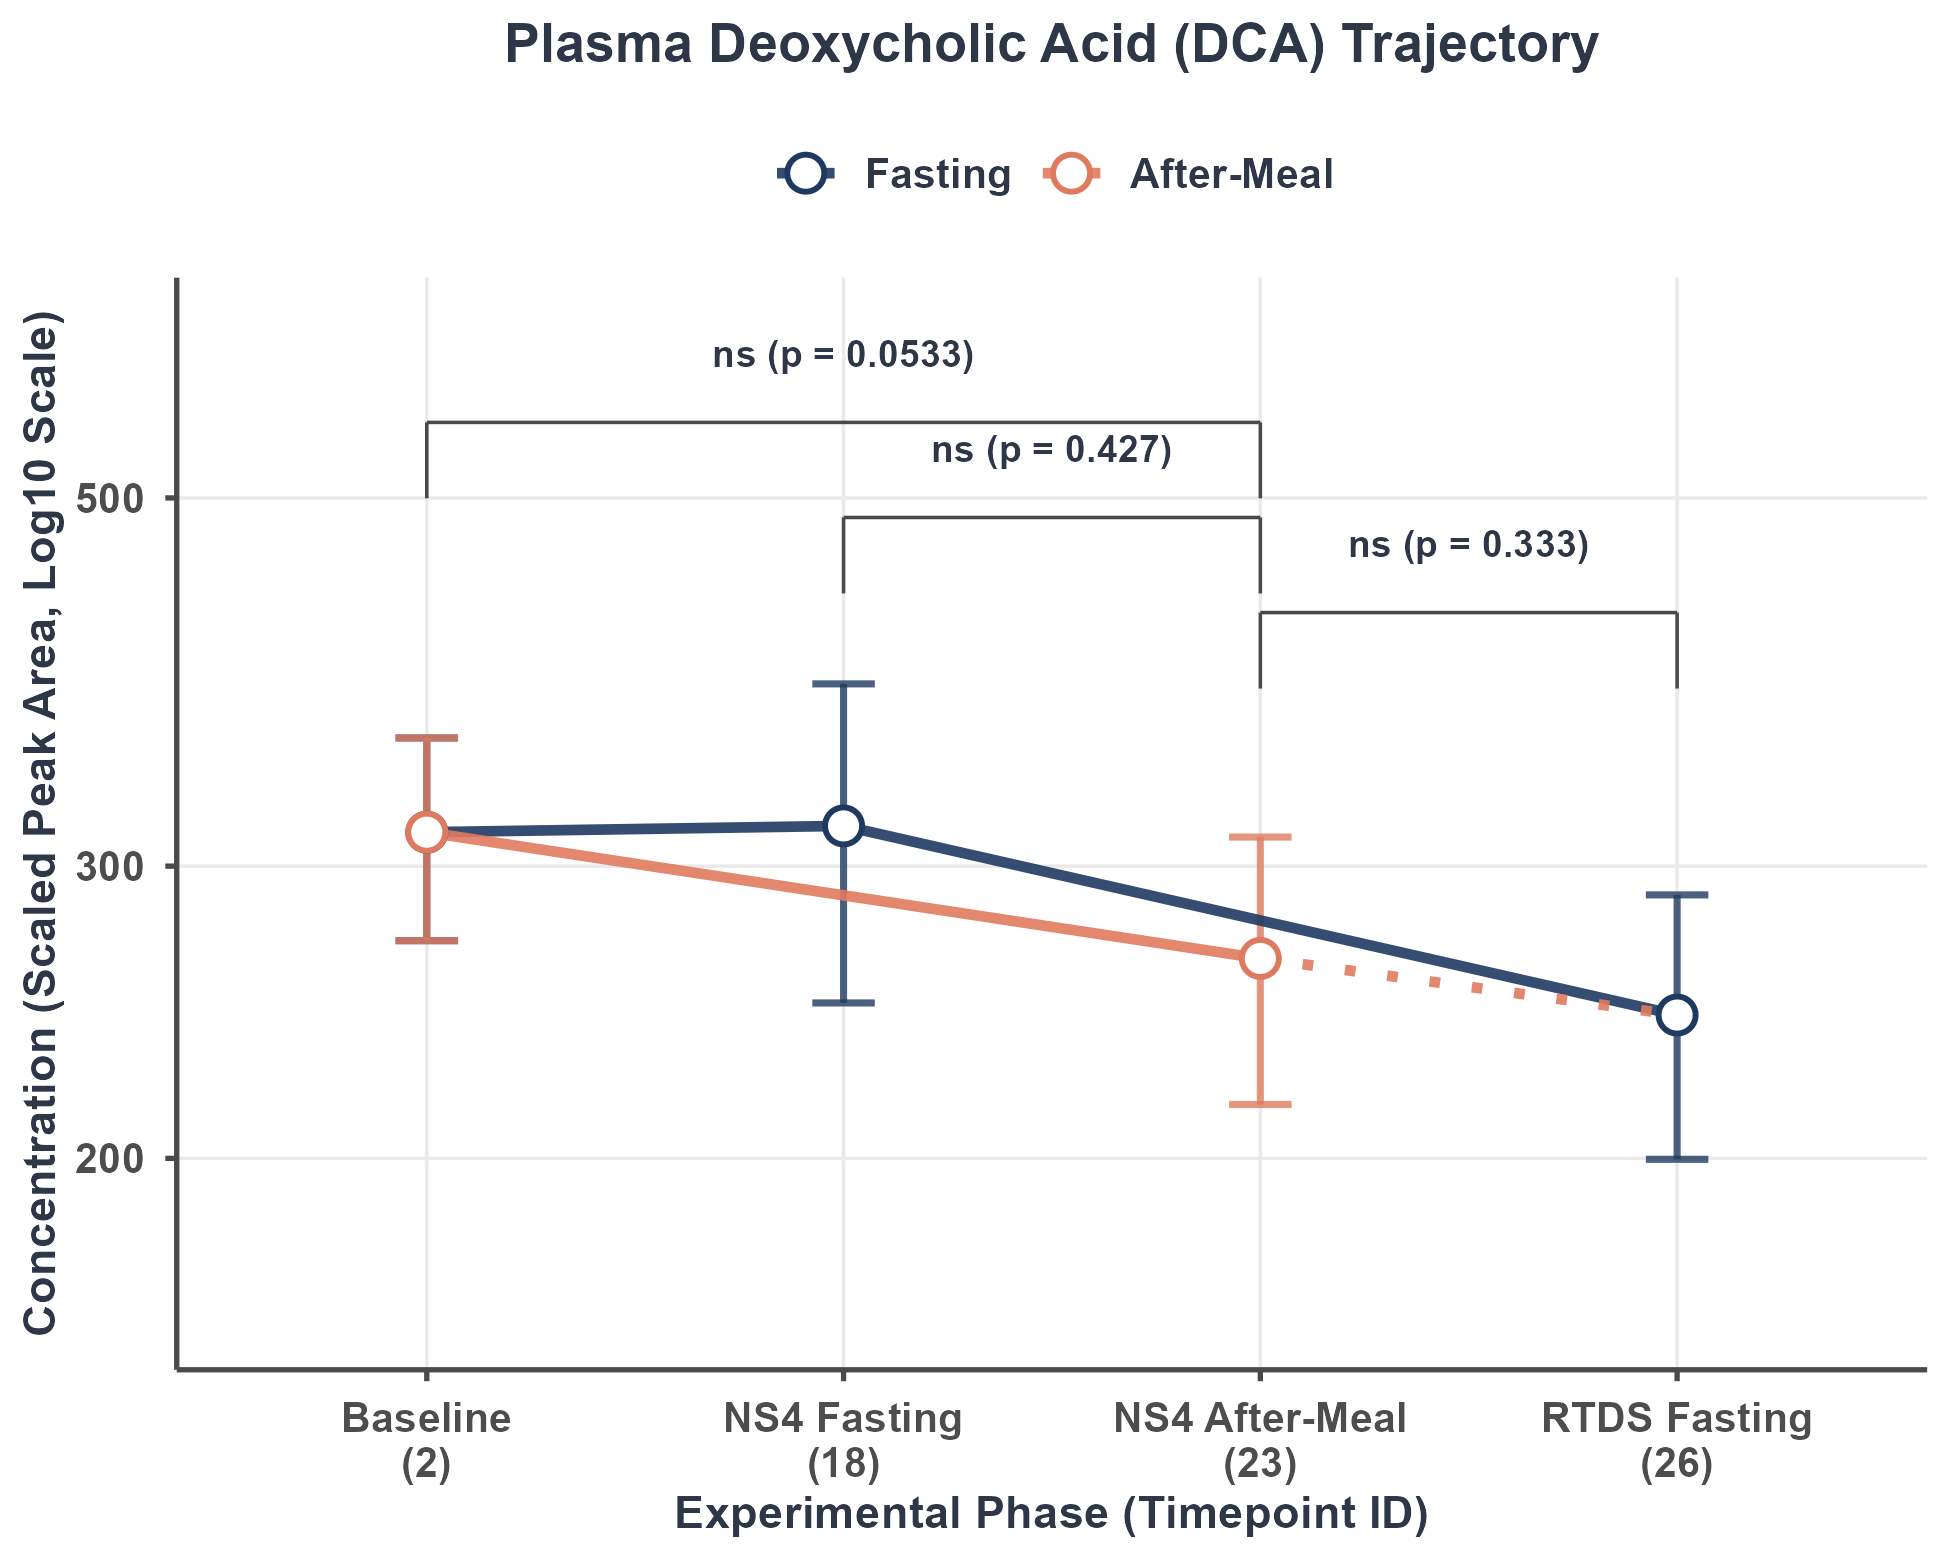 Plasma Deoxycholic Acid (DCA) Trajectory
Fasting
After-Meal
Concentration (Scaled Peak Area, Log10 Scale)
500
300
200
ns (p = 0.0533)
ns (p = 0.427)
ns (p = 0.333)
Baseline
(2)
NS4 Fasting
(18)
NS4 After-Meal
(23)
RTDS Fasting
(26)
Experimental Phase (Timepoint ID)